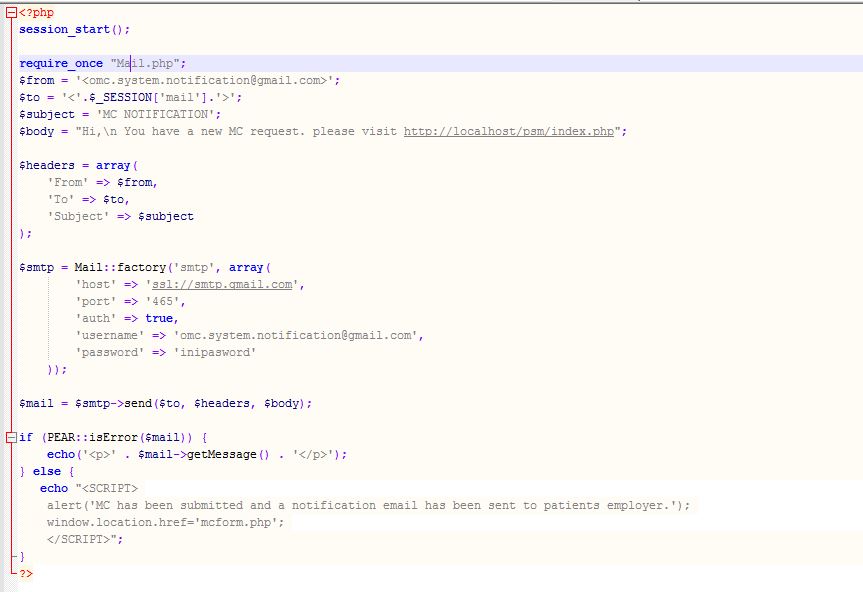 <?php
session_start();
require_once "Mail.php";
$from = '<omc.system.notification@gmail.com>';
$to = '<'.$_SESSION['mail'].'>';
$subject = 'MC NOTIFICATION';
$body = "Hi,\n You have a new MC request. please visit http://localhost/psm/index.php";
$headers = array(
    'From' => $from,
    'To' => $to,
    'Subject' => $subject
);
$smtp = Mail::factory('smtp', array(
        'host' => 'ssl://smtp.gmail.com',
        'port' => '465',
        'auth' => true,
        'username' => 'omc.system.notification@gmail.com',
        'password' => 'inipasword'
    ));
$mail = $smtp->send($to, $headers, $body);
if (PEAR::isError($mail)) {
    echo('<p>' . $mail->getMessage() . '</p>');
} else {
   echo "<SCRIPT>
    alert('MC has been submitted and a notification email has been sent to patients employer.');
    window.location.href='mcform.php';
    </SCRIPT>";
}
?>